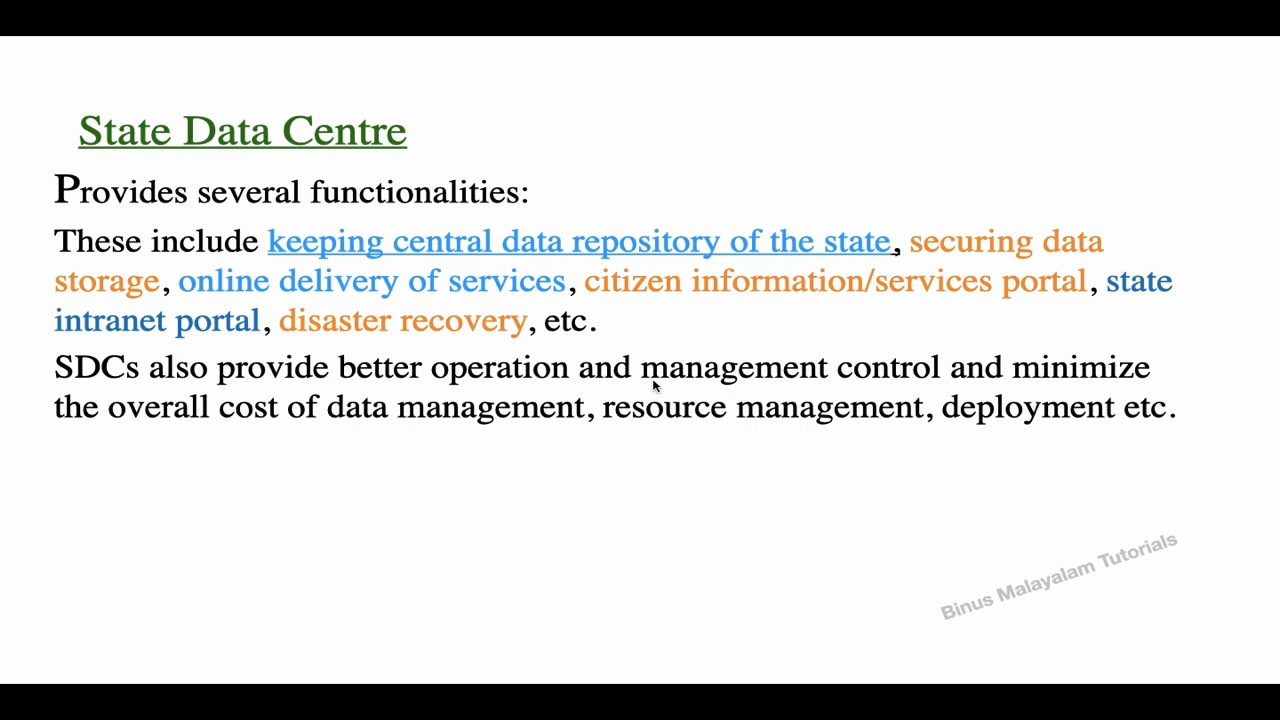 State Data Centre
Provides several functionalities:
These include keeping central data repository of the state, securing data
storage, online delivery of services, citizen information/services portal, state
intranet portal, disaster recovery, etc.
SDCs also provide better operation and management control and minimize
the overall cost of data management, resource management, deployment etc.
Binus Malayalam Tutorials